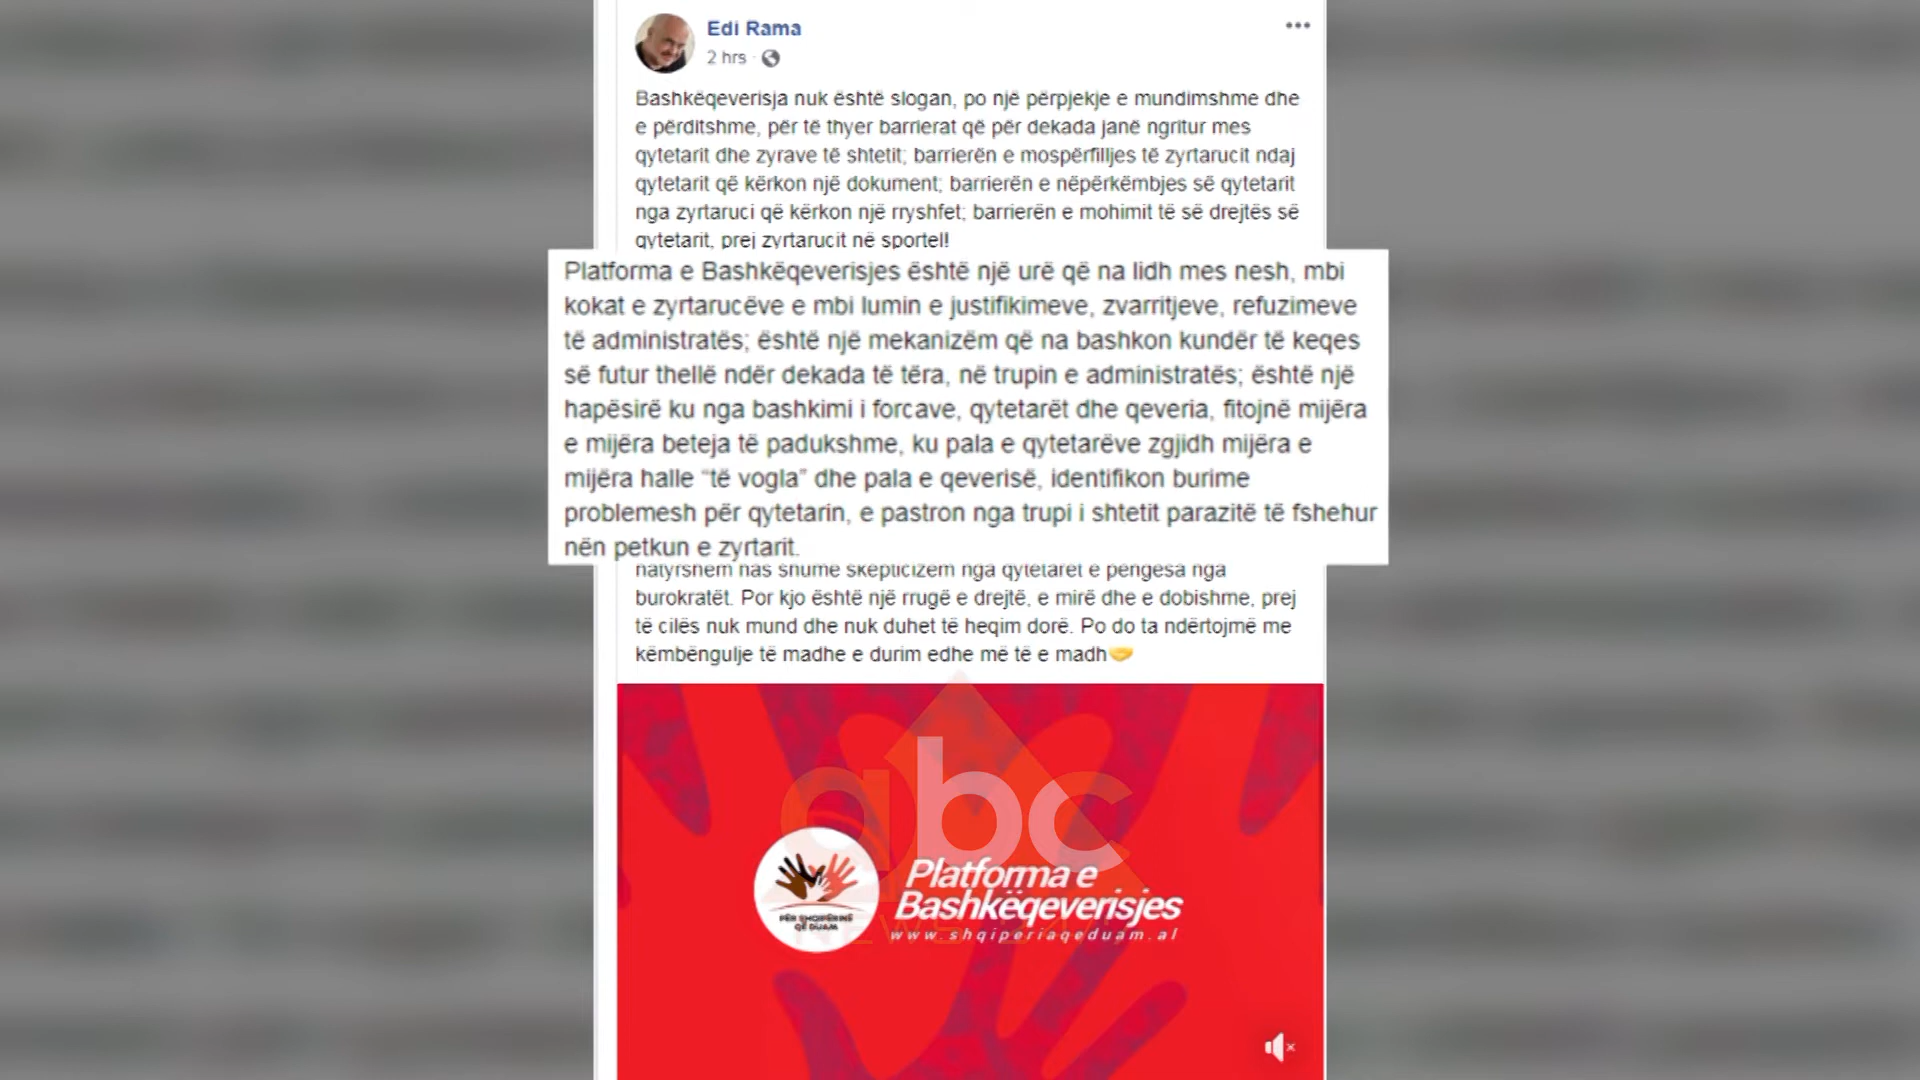 Edi Rama
2 hrs ·
Bashkëqeverisja nuk është slogan, po një përpjekje e mundimshme dhe
e përditshme, për të thyer barrierat që për dekada janë ngritur mes
qytetarit dhe zyrave të shtetit; barrierën e mospërfilljes të zyrtarucit ndaj
qytetarit që kërkon një dokument; barrierën e nëpërkëmbjes së qytetarit
nga zyrtaruci që kërkon një rryshfet; barrierën e mohimit të së drejtës së
qytetarit, prej zyrtarucit në sportel!
Platforma e Bashkëqeverisjes është një urë që na lidh mes nesh, mbi
kokat e zyrtarucëve e mbi lumin e justifikimeve, zvarritjeve, refuzimeve
të administratës; është një mekanizëm që na bashkon kundër të keqes
së futur thellë ndër dekada të tëra, në trupin e administratës; është një
hapësirë ku nga bashkimi i forcave, qytetarët dhe qeveria, fitojnë mijëra
e mijëra beteja të padukshme, ku pala e qytetarëve zgjidh mijëra e
mijëra halle “të vogla” dhe pala e qeverisë, identifikon burime
problemesh për qytetarin, e pastron nga trupi i shtetit parazitë të fshehur
nën petkun e zyrtarit.
natyrshëm has shumë skepticizëm nga qytetarët e pengesa nga
burokratët. Por kjo është një rrugë e drejtë, e mirë dhe e dobishme, prej
të cilës nuk mund dhe nuk duhet të heqim dorë. Po do ta ndërtojmë me
këmbëngulje të madhe e durim edhe më të e madh🤝
abc
NEWS
PËR SHQIPËRINË
QË DUAM
Platforma e
Bashkëqeverisjes
www.shqiperiaqeduam.al